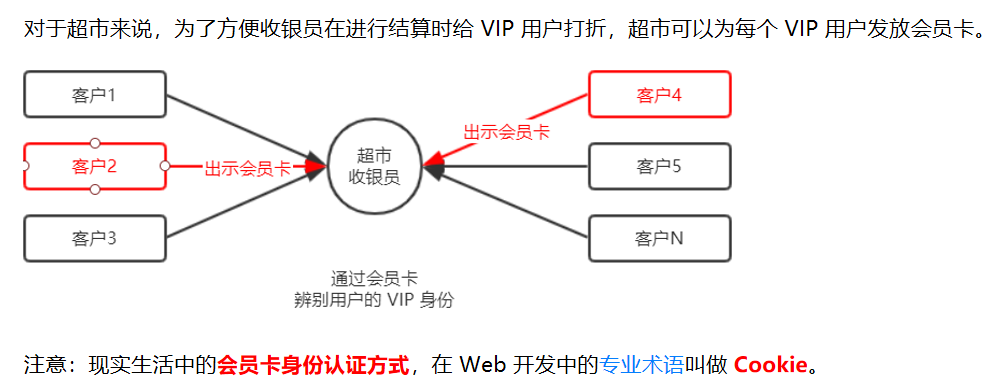 对于超市来说，为了方便收银员在进行结算时给 VIP 用户打折，超市可以为每个 VIP 用户发放会员卡。
客户1
客户4
出示会员卡
客户2
出示会员卡
超市
收银员
客户5
客户3
客户N
通过会员卡
辨别用户的 VIP 身份
注意：现实生活中的会员卡身份认证方式，在 Web 开发中的专业术语叫做 Cookie。